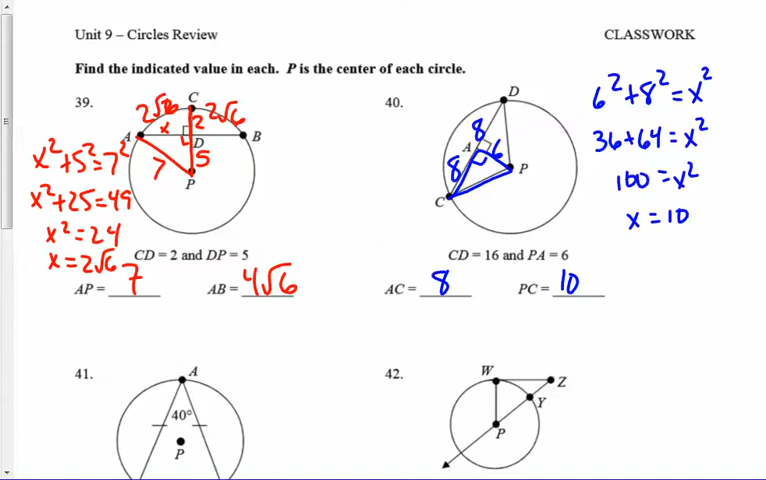 Unit 9 – Circles Review
CLASSWORK
Find the indicated value in each. P is the center of each circle.
39.
C
2√6
2√6
x
2
A
B
D
7
5
P
x² + 5² = 7²
x² + 25 = 49
x² = 24
x = 2√6
CD = 2 and DP = 5
AP = 7
AB = 4√6
40.
D
8
A
6
8
P
C
6² + 8² = x²
36 + 64 = x²
100 = x²
x = 10
CD = 16 and PA = 6
AC = 8
PC = 10
41.
A
40°
P
42.
W
Z
Y
P